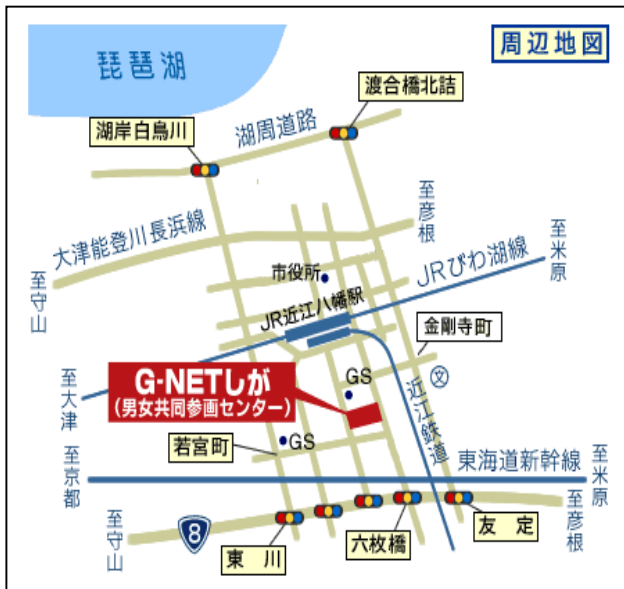 周辺地図
琵琶湖
渡合橋北詰
湖岸白鳥川
湖周道路
大津能登川長浜線
至彦根
至米原
至守山
市役所
JRびわ湖線
JR近江八幡駅
金剛寺町
G-NETしが
(男女共同参画センター)
GS
文
近江鉄道
至大津
若宮町
GS
至京都
東海道新幹線
至米原
至守山
8
東川
六枚橋
友定
至彦根